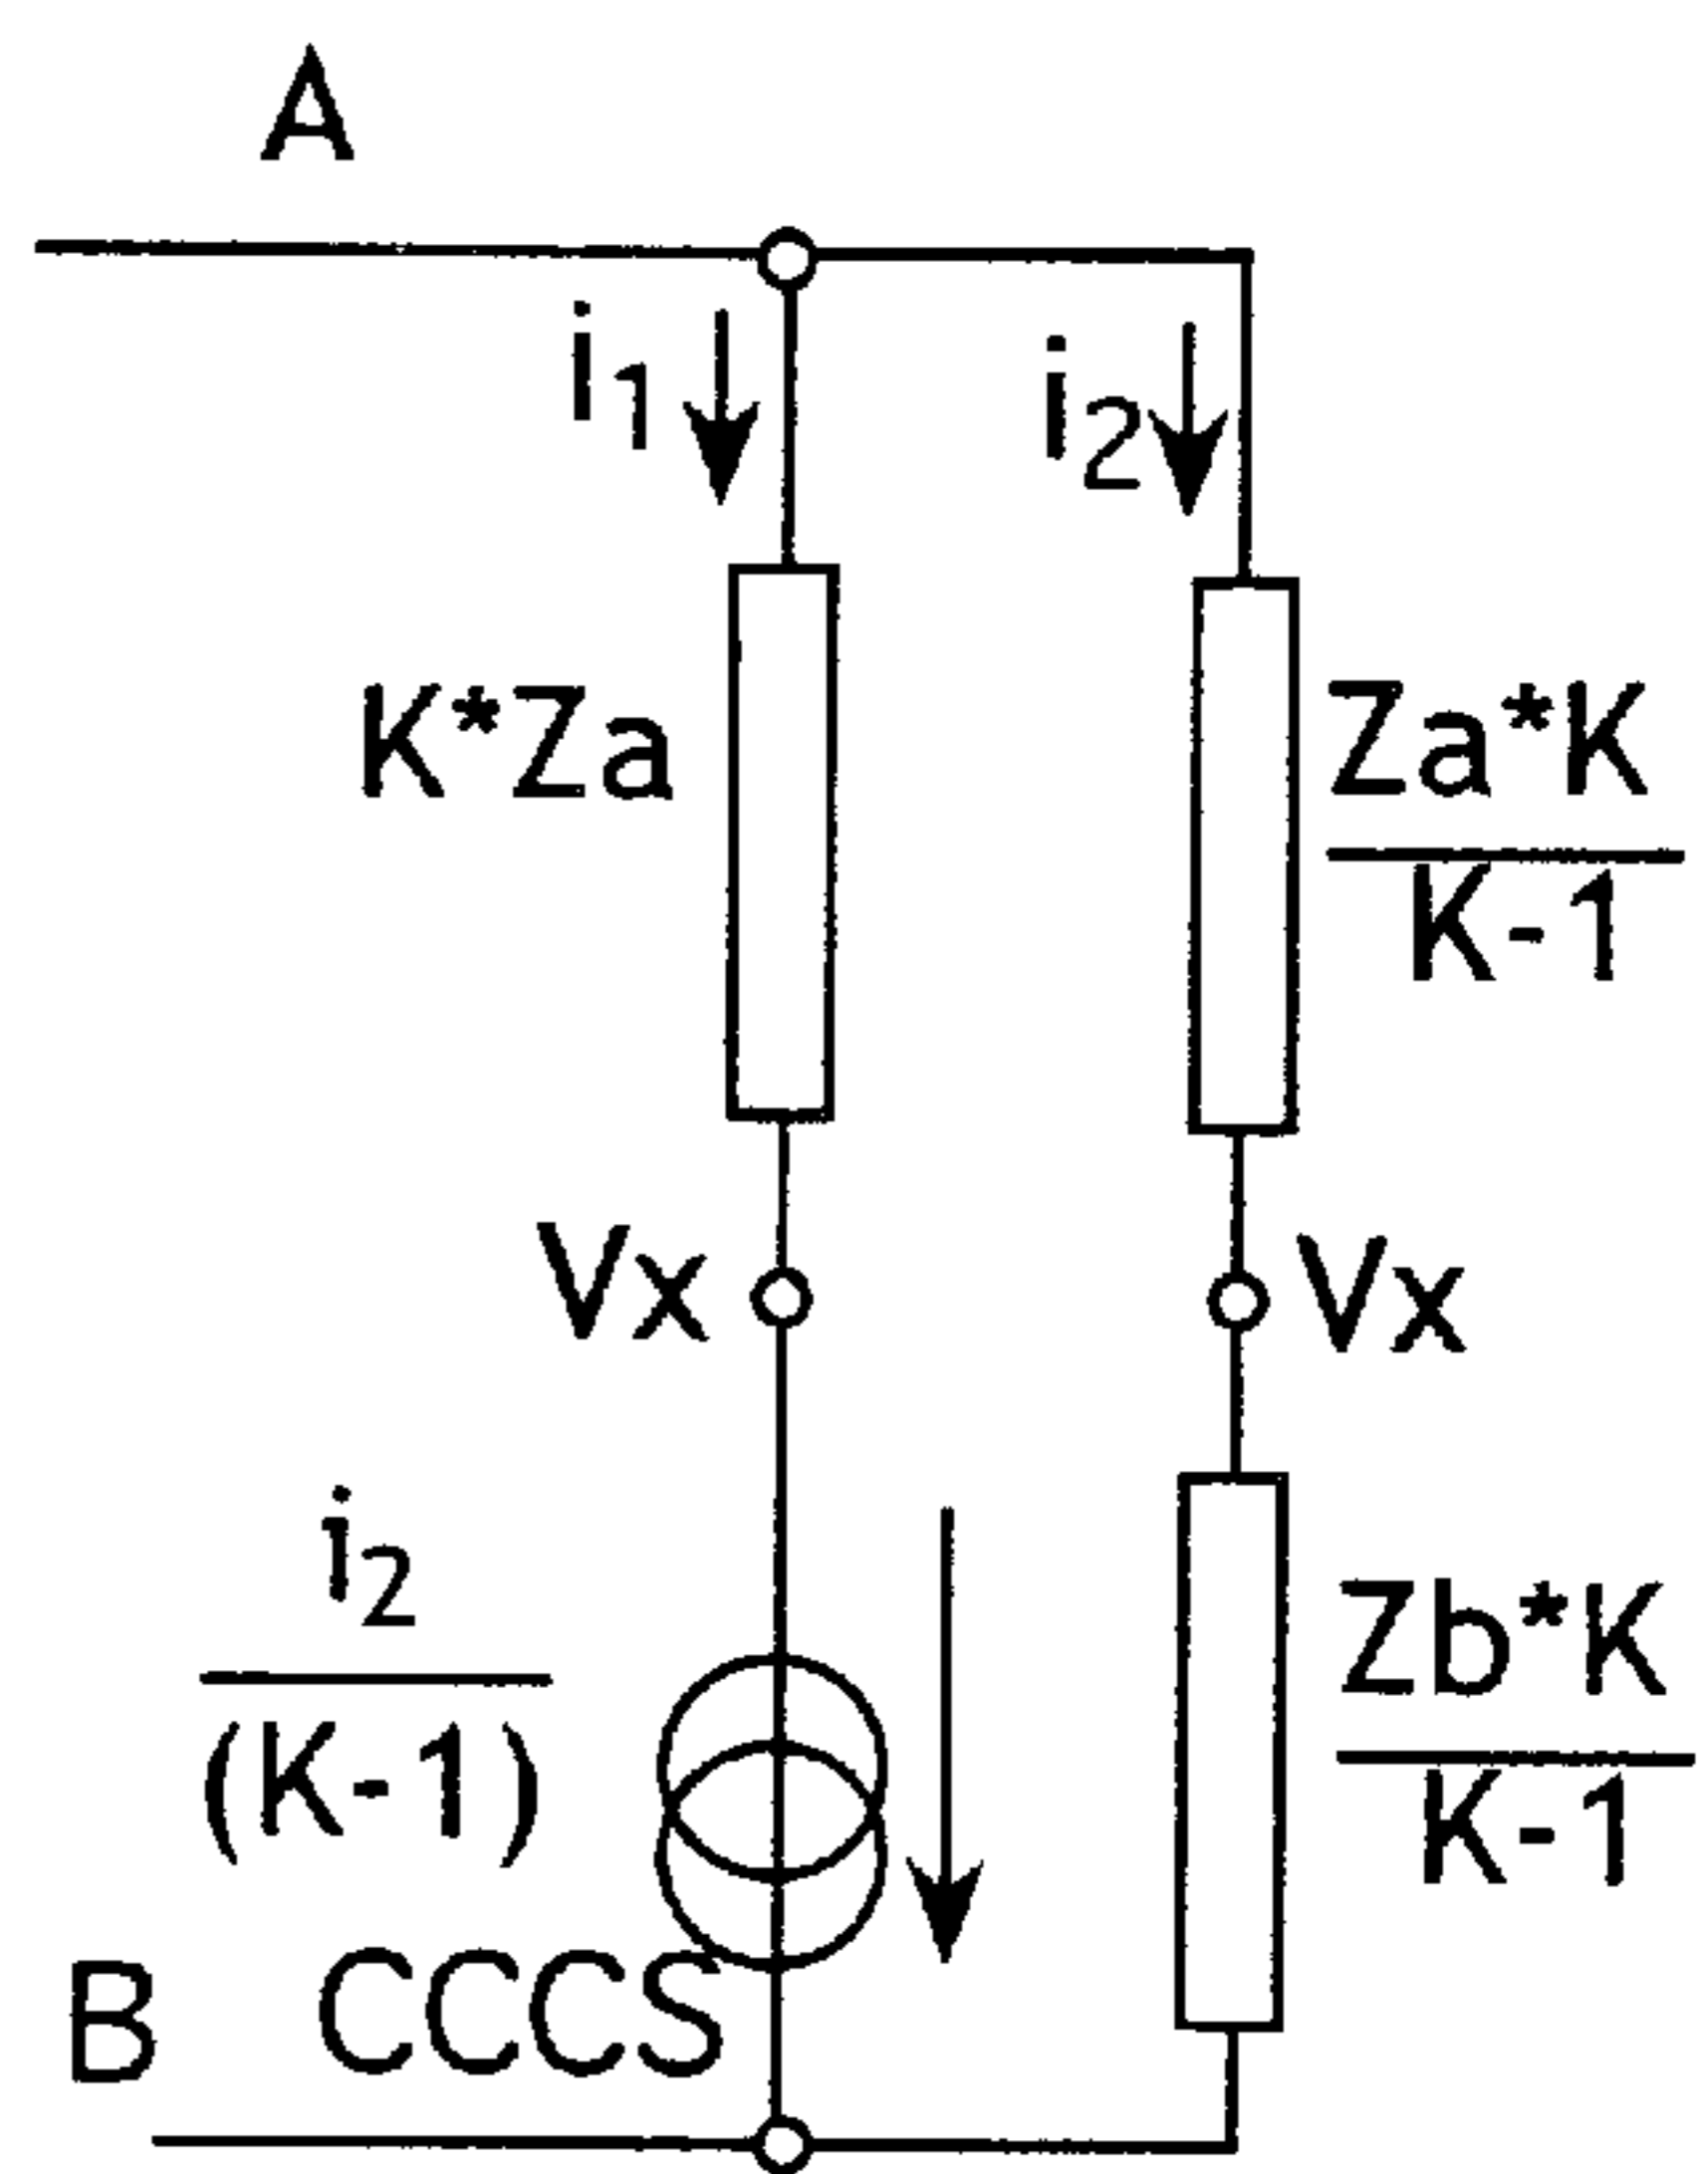 A
i1
i2
K*Za
Za*K
K-1
Vx
Vx
i2
(K-1)
Zb*K
K-1
B
CCCS